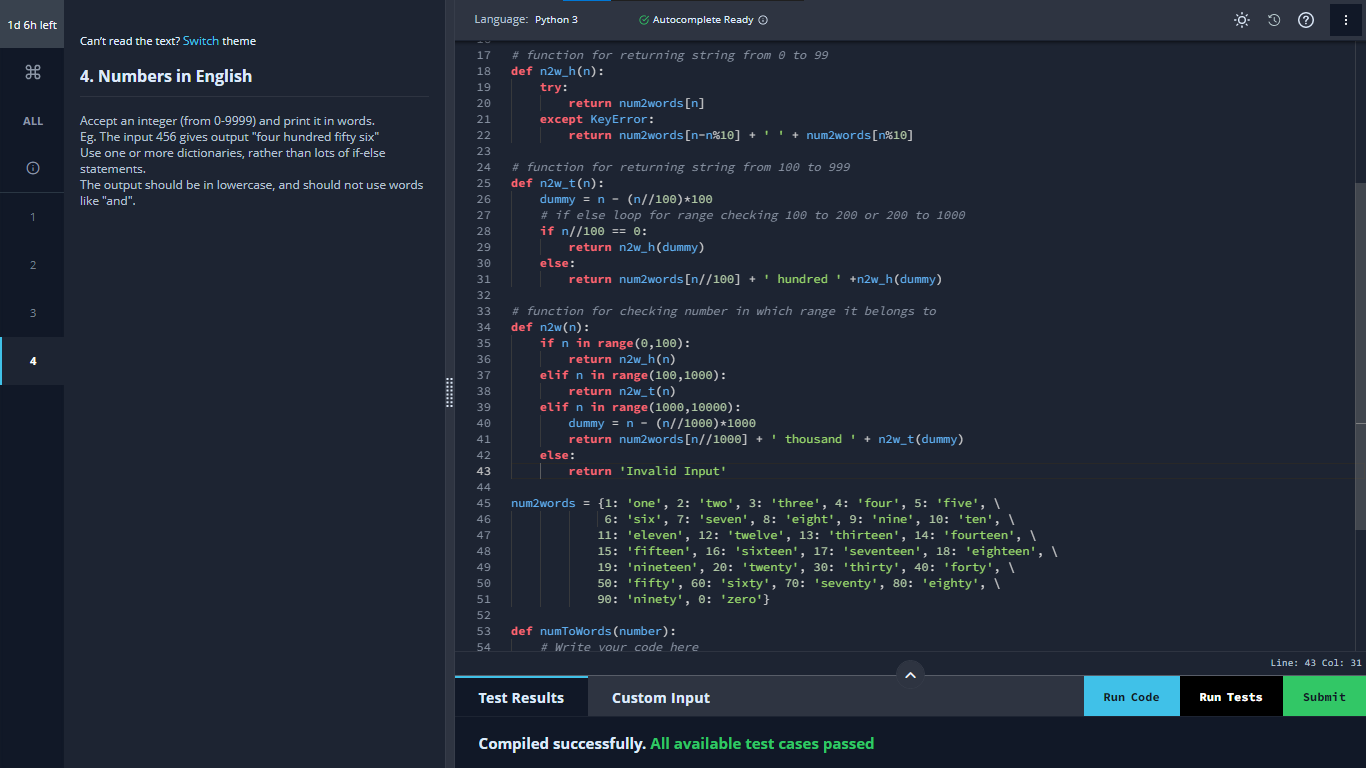 1d 6h left
ALL
1
2
3
4
Can't read the text? Switch theme
4. Numbers in English
Accept an integer (from 0-9999) and print it in words.
Eg. The input 456 gives output "four hundred fifty six"
Use one or more dictionaries, rather than lots of if-else
statements.
The output should be in lowercase, and should not use words
like "and".
Language: Python 3
Autocomplete Ready
17 # function for returning string from 0 to 99
18 def n2w_h(n):
19     try:
20         return num2words[n]
21     except KeyError:
22         return num2words[n-n%10] + ' ' + num2words[n%10]
23
24 # function for returning string from 100 to 999
25 def n2w_t(n):
26     dummy = n - (n//100)*100
27     # if else loop for range checking 100 to 200 or 200 to 1000
28     if n//100 == 0:
29         return n2w_h(dummy)
30     else:
31         return num2words[n//100] + ' hundred ' +n2w_h(dummy)
32
33 # function for checking number in which range it belongs to
34 def n2w(n):
35     if n in range(0,100):
36         return n2w_h(n)
37     elif n in range(100,1000):
38         return n2w_t(n)
39     elif n in range(1000,10000):
40         dummy = n - (n//1000)*1000
41         return num2words[n//1000] + ' thousand ' + n2w_t(dummy)
42     else:
43         return 'Invalid Input'
44
45 num2words = {1: 'one', 2: 'two', 3: 'three', 4: 'four', 5: 'five', \
46             6: 'six', 7: 'seven', 8: 'eight', 9: 'nine', 10: 'ten', \
47            11: 'eleven', 12: 'twelve', 13: 'thirteen', 14: 'fourteen', \
48            15: 'fifteen', 16: 'sixteen', 17: 'seventeen', 18: 'eighteen', \
49            19: 'nineteen', 20: 'twenty', 30: 'thirty', 40: 'forty', \
50            50: 'fifty', 60: 'sixty', 70: 'seventy', 80: 'eighty', \
51            90: 'ninety', 0: 'zero'}
52
53 def numToWords(number):
54     # Write your code here
Line: 43 Col: 31
Test Results
Custom Input
Run Code
Run Tests
Submit
Compiled successfully. All available test cases passed